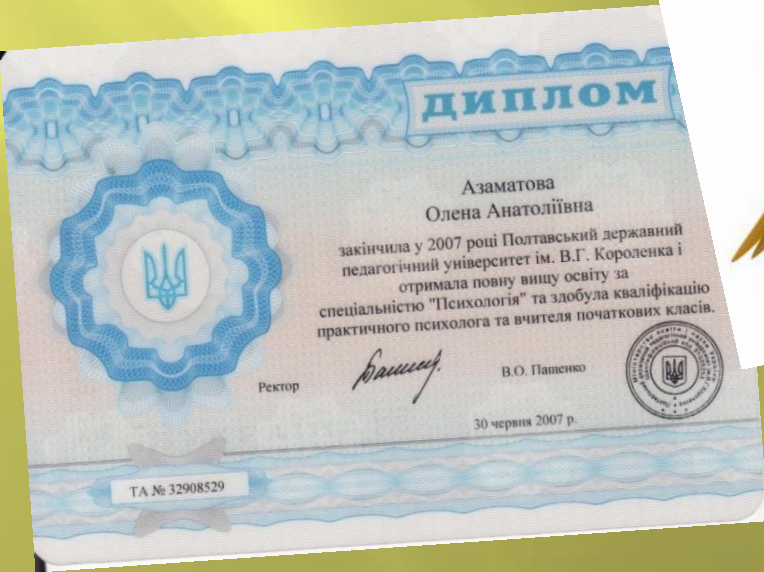 ДИПЛОМ
Азаматова
Олена Анатоліївна
закінчила у 2007 році Полтавський державний
педагогічний університет ім. В.Г. Короленка і
отримала повну вищу освіту за
спеціальністю "Психологія" та здобула кваліфікацію
практичного психолога та вчителя початкових класів.
Ректор
В.О. Пащенко
30 червня 2007 р.
ТА № 32908529